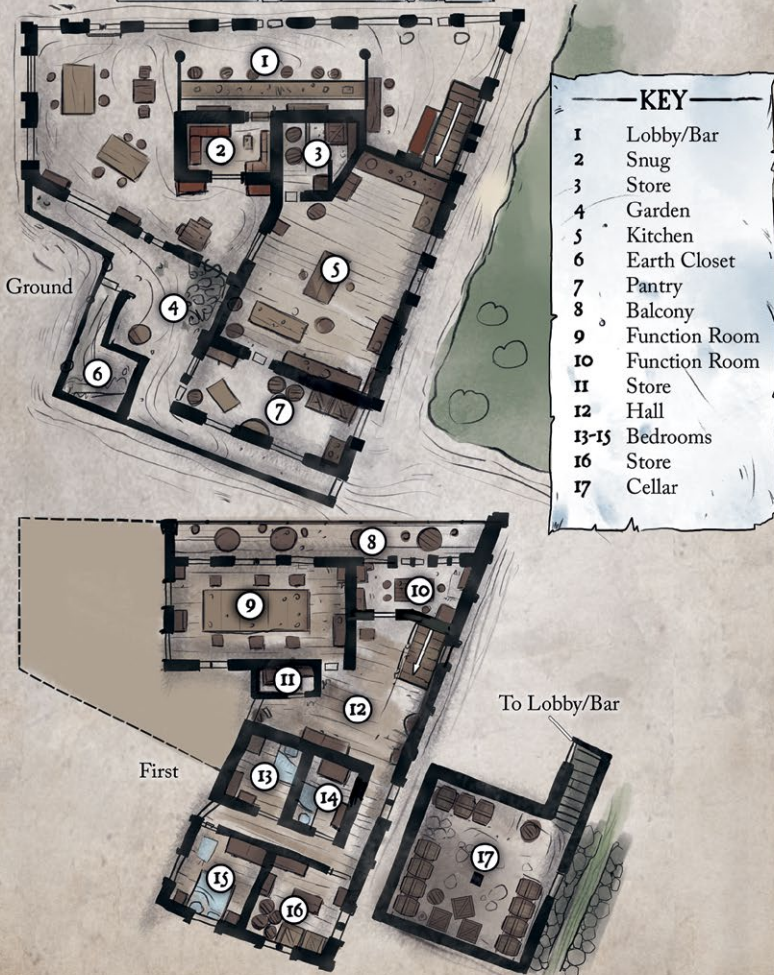 KEY
1 Lobby/Bar
2 Snug
3 Store
4 Garden
5 Kitchen
6 Earth Closet
7 Pantry
8 Balcony
9 Function Room
10 Function Room
11 Store
12 Hall
13-15 Bedrooms
16 Store
17 Cellar
1
2
3
5
Ground
4
6
7
8
10
9
11
12
To Lobby/Bar
First
13
14
17
15
16